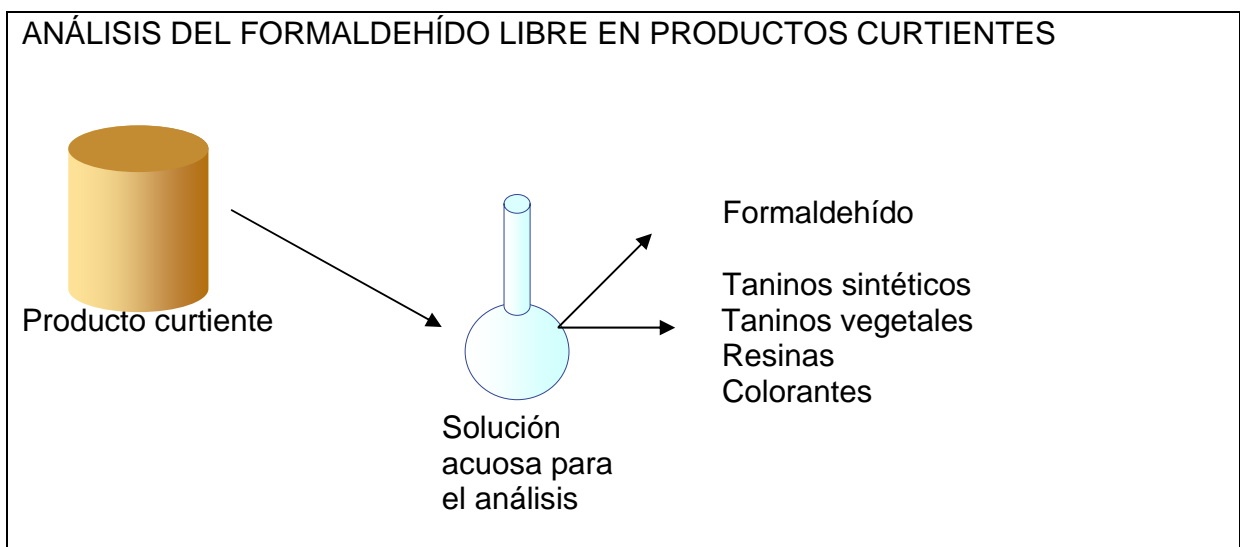 ANÁLISIS DEL FORMALDEHÍDO LIBRE EN PRODUCTOS CURTIENTES
Producto curtiente
Solución
acuosa para
el análisis
Formaldehído
Taninos sintéticos
Taninos vegetales
Resinas
Colorantes